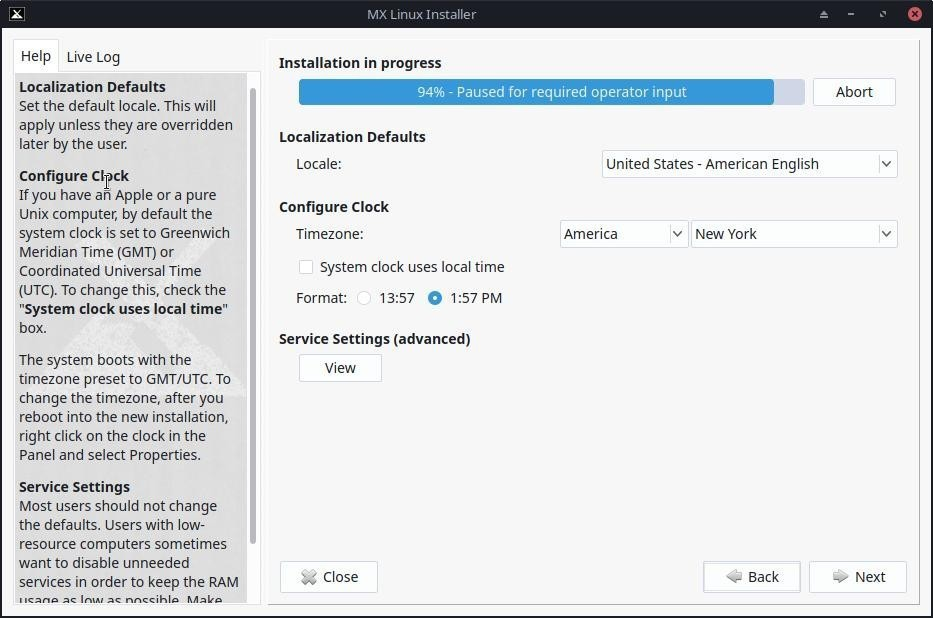 MX Linux Installer
Help
Live Log
Localization Defaults
Set the default locale. This will
apply unless they are overridden
later by the user.
Configure Clock
If you have an Apple or a pure
Unix computer, by default the
system clock is set to Greenwich
Meridian Time (GMT) or
Coordinated Universal Time
(UTC). To change this, check the
"System clock uses local time"
box.
The system boots with the
timezone preset to GMT/UTC. To
change the timezone, after you
reboot into the new installation,
right click on the clock in the
Panel and select Properties.
Service Settings
Most users should not change
the defaults. Users with low-
resource computers sometimes
want to disable unneeded
services in order to keep the RAM
usage as low as possible. Make
Installation in progress
94% - Paused for required operator input
Abort
Localization Defaults
Locale:
United States - American English
Configure Clock
Timezone:
America
New York
System clock uses local time
Format:
13:57
1:57 PM
Service Settings (advanced)
View
Close
Back
Next